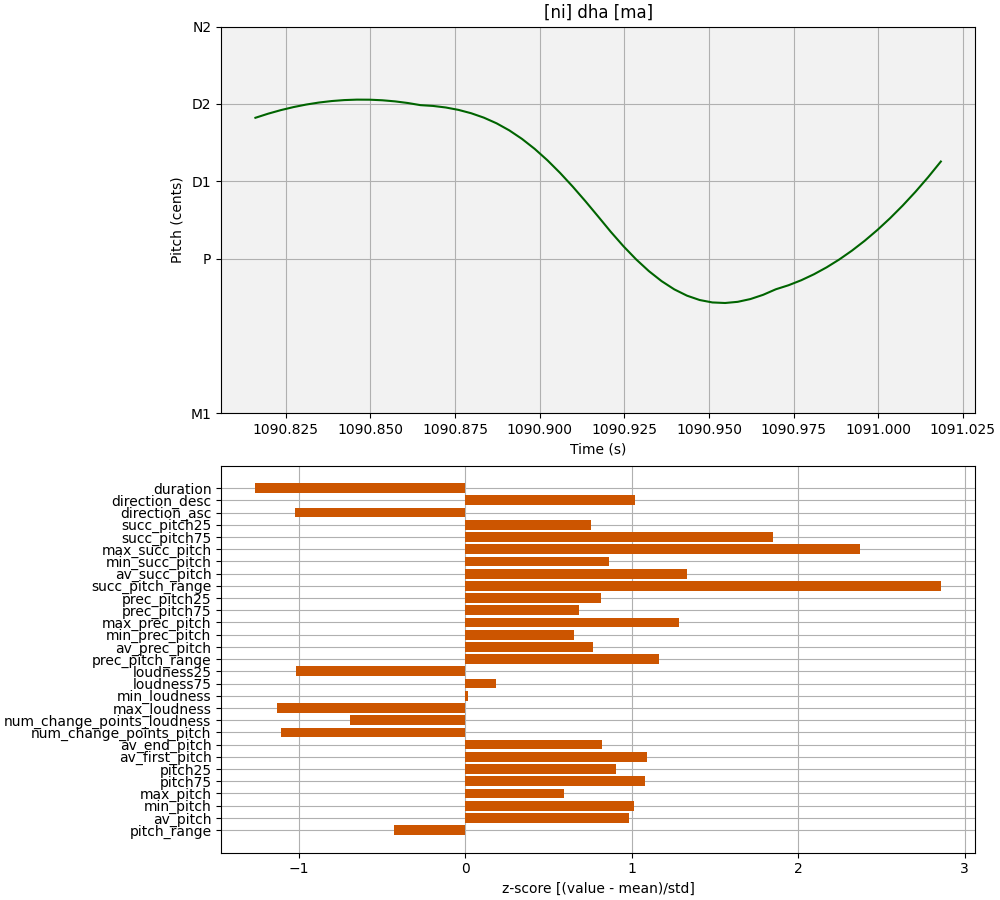 [ni] dha [ma]
N2
D2
D1
P
M1
Pitch (cents)
1090.825 1090.850 1090.875 1090.900 1090.925 1090.950 1090.975 1091.000 1091.025
Time (s)
duration
direction_desc
direction_asc
succ_pitch25
succ_pitch75
max_succ_pitch
min_succ_pitch
av_succ_pitch
succ_pitch_range
prec_pitch25
prec_pitch75
max_prec_pitch
min_prec_pitch
av_prec_pitch
prec_pitch_range
loudness25
loudness75
min_loudness
max_loudness
num_change_points_loudness
num_change_points_pitch
av_end_pitch
av_first_pitch
pitch25
pitch75
max_pitch
min_pitch
av_pitch
pitch_range
−1 0 1 2 3
z-score [(value - mean)/std]